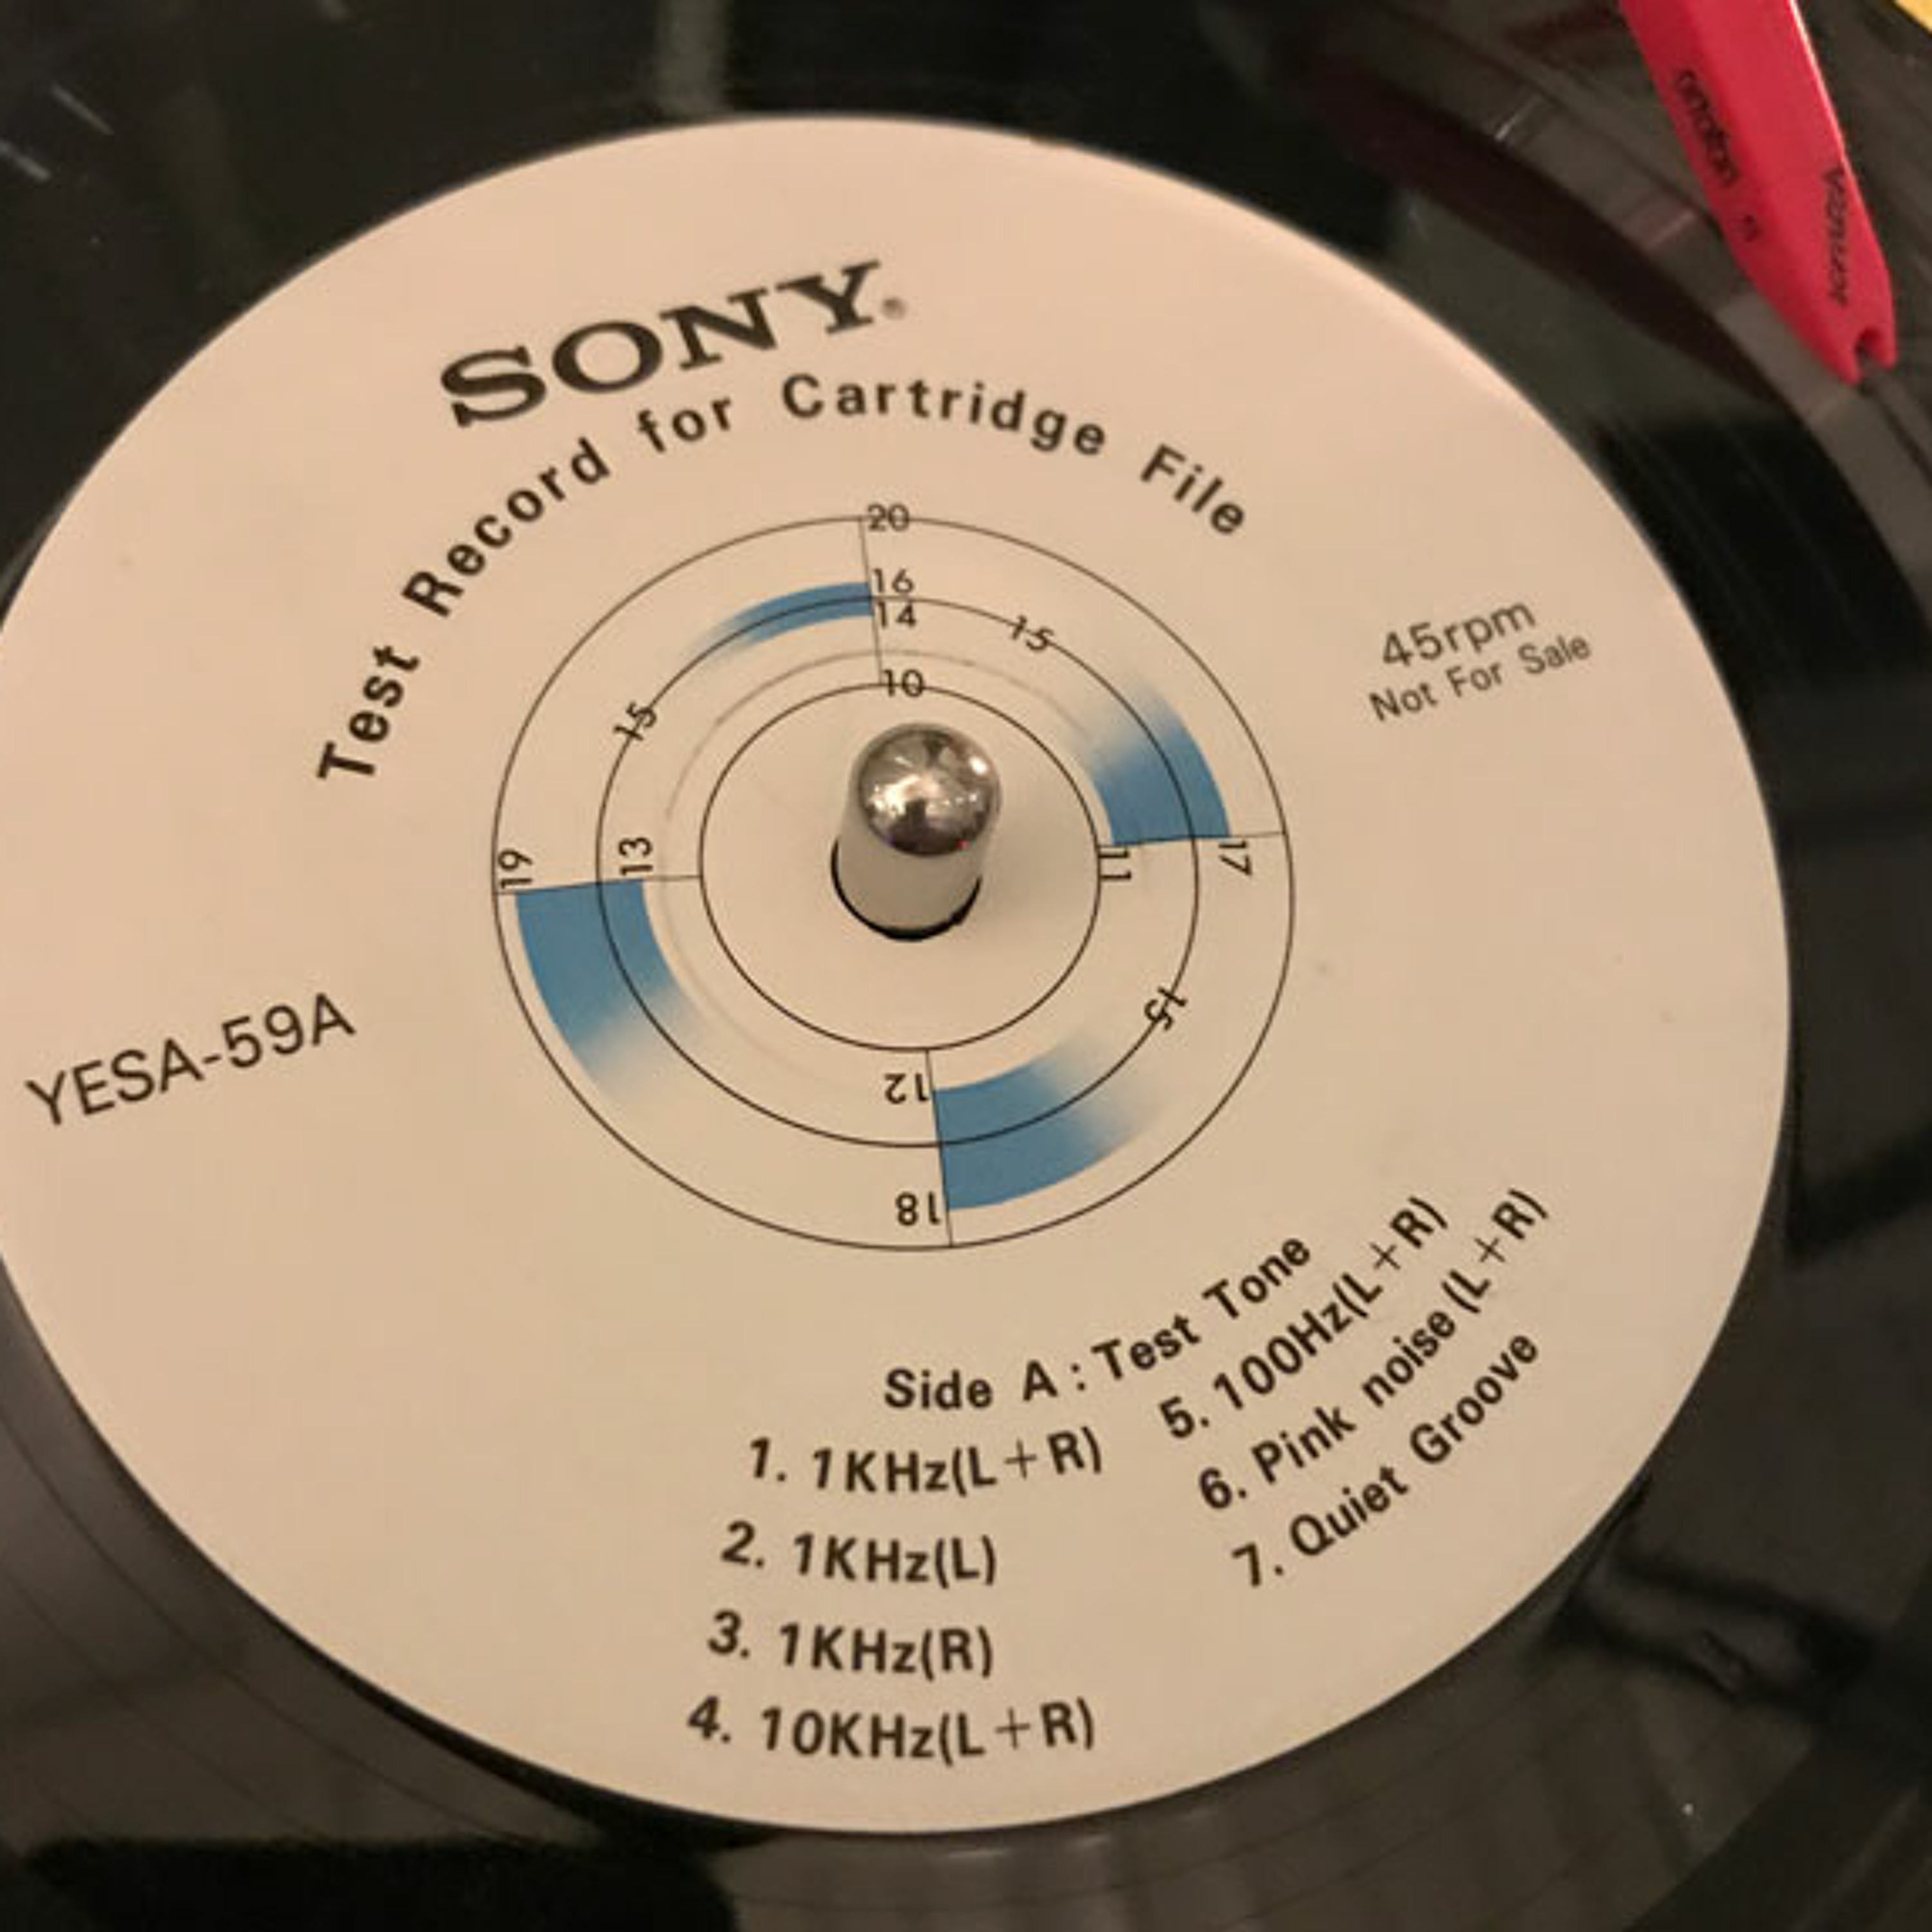 SONY®
Test Record for Cartridge File
20
16
14
10
15
15
45rpm
Not For Sale
19
13
11
17
15
12
18
YESA-59A
Side A : Test Tone
1. 1KHz(L+R)
2. 1KHz(L)
3. 1KHz(R)
4. 10KHz(L+R)
5. 100Hz(L+R)
6. Pink noise (L+R)
7. Quiet Groove
ortofon